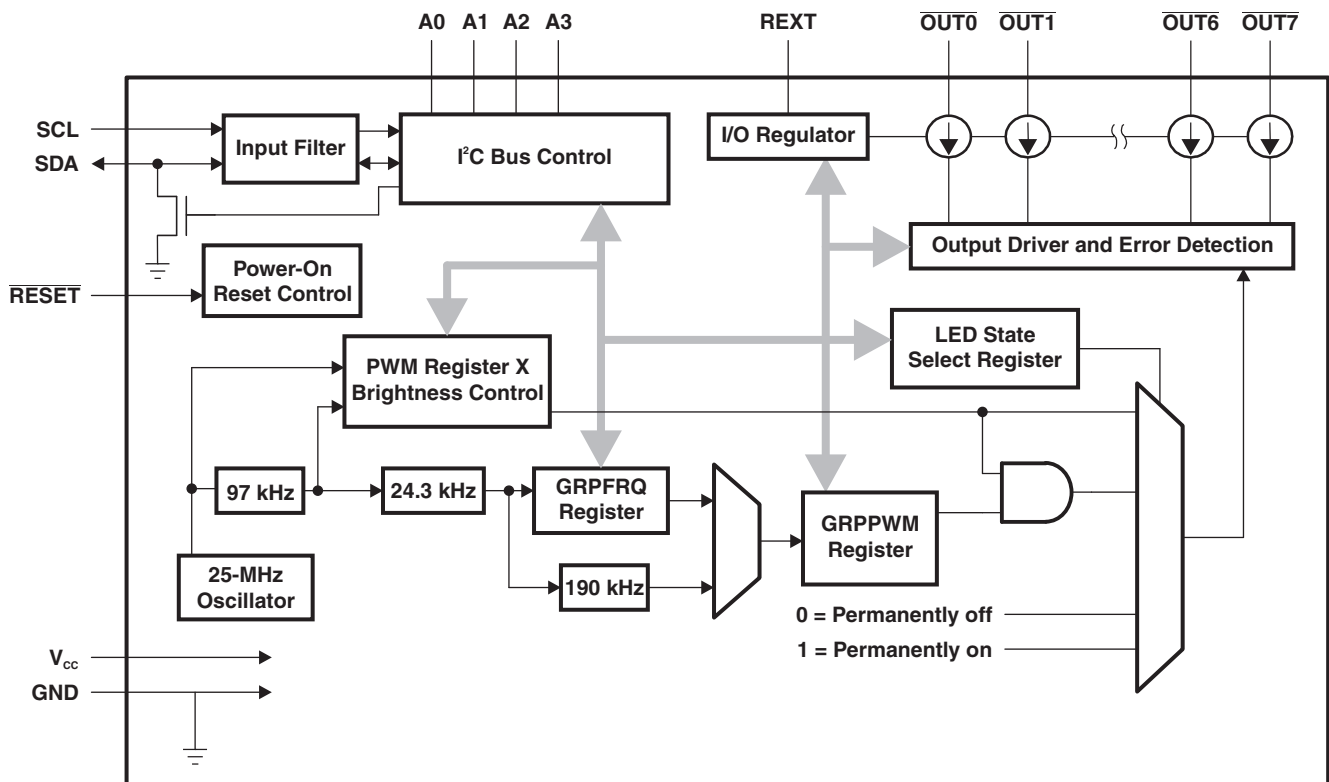 A0 A1 A2 A3 REXT OUT0 OUT1 OUT6 OUT7
SCL
SDA
Input Filter
I²C Bus Control
I/O Regulator
Output Driver and Error Detection
RESET
Power-On
Reset Control
PWM Register X
Brightness Control
LED State
Select Register
97 kHz
24.3 kHz
GRPFRQ
Register
GRPPWM
Register
25-MHz
Oscillator
190 kHz
0 = Permanently off
1 = Permanently on
VCC
GND